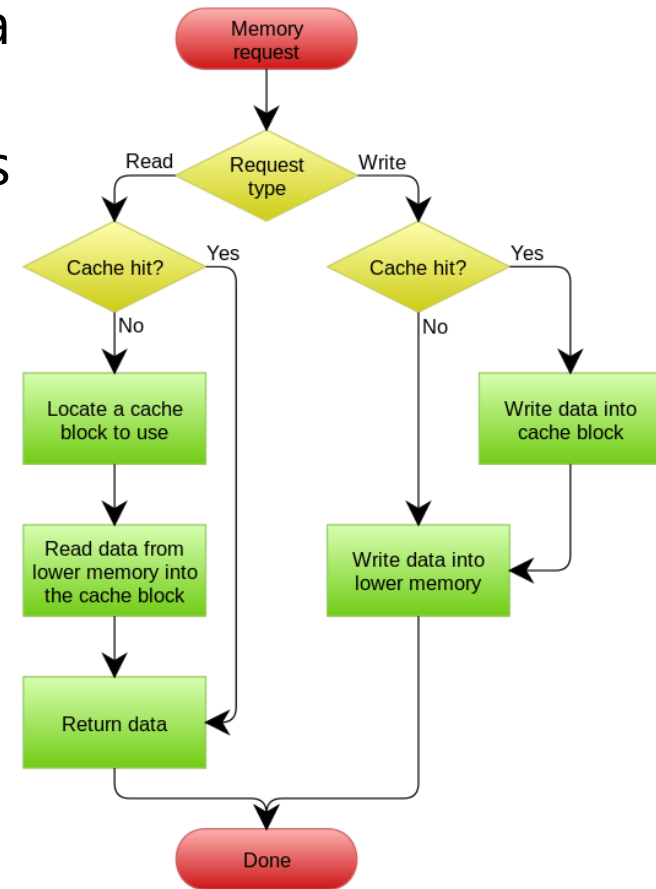 a
s
Memory
request
Request
type
Read
Write
Cache hit?
Yes
No
Cache hit?
Yes
No
Locate a cache
block to use
Write data into
cache block
Read data from
lower memory into
the cache block
Write data into
lower memory
Return data
Done